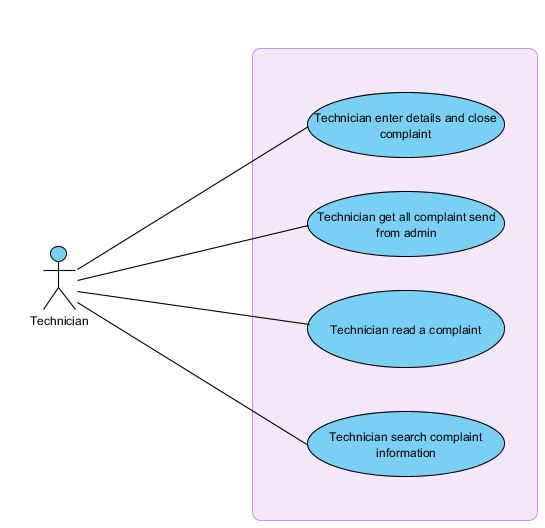 Technician enter details and close
complaint
Technician get all complaint send
from admin
Technician
Technician read a complaint
Technician search complaint
information